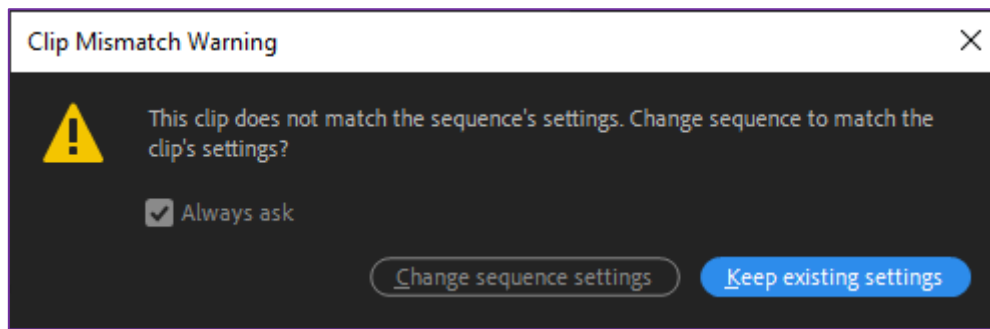 Clip Mismatch Warning
This clip does not match the sequence's settings. Change sequence to match the
clip's settings?
Always ask
Change sequence settings
Keep existing settings